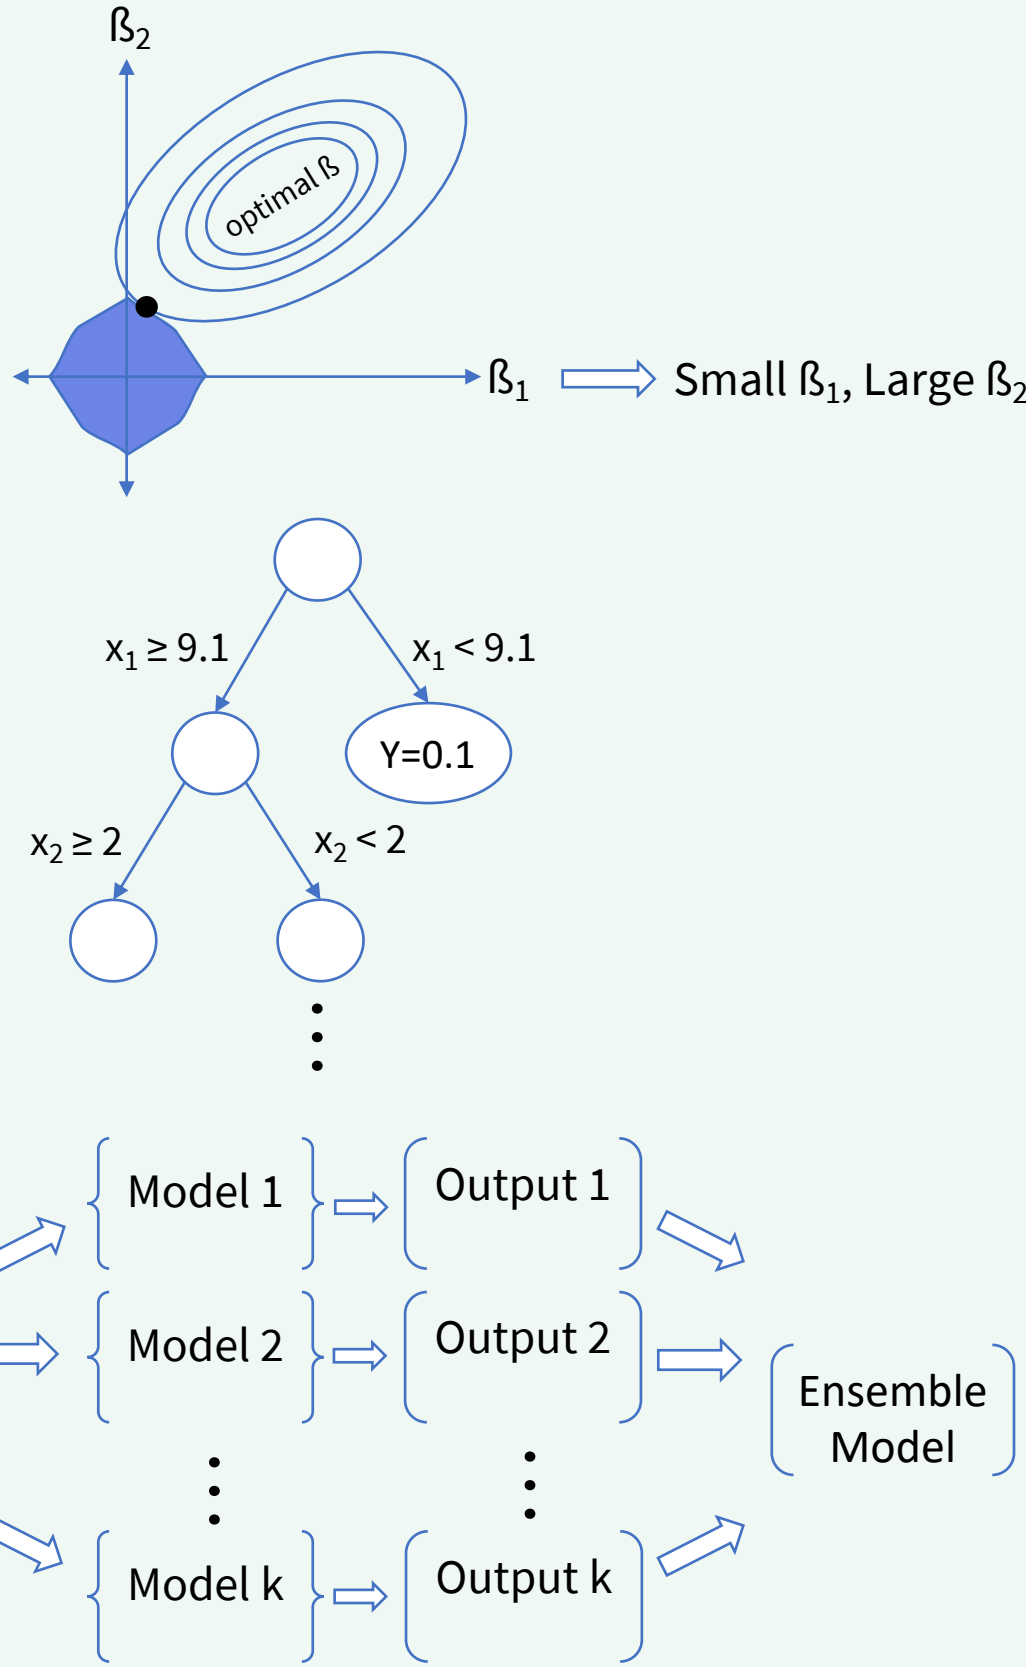 ß₂
optimal ß
ß₁
Small ß₁, Large ß₂
x₁ ≥ 9.1
x₁ < 9.1
Y=0.1
x₂ ≥ 2
x₂ < 2
Model 1
Output 1
Model 2
Output 2
Ensemble
Model
Model k
Output k